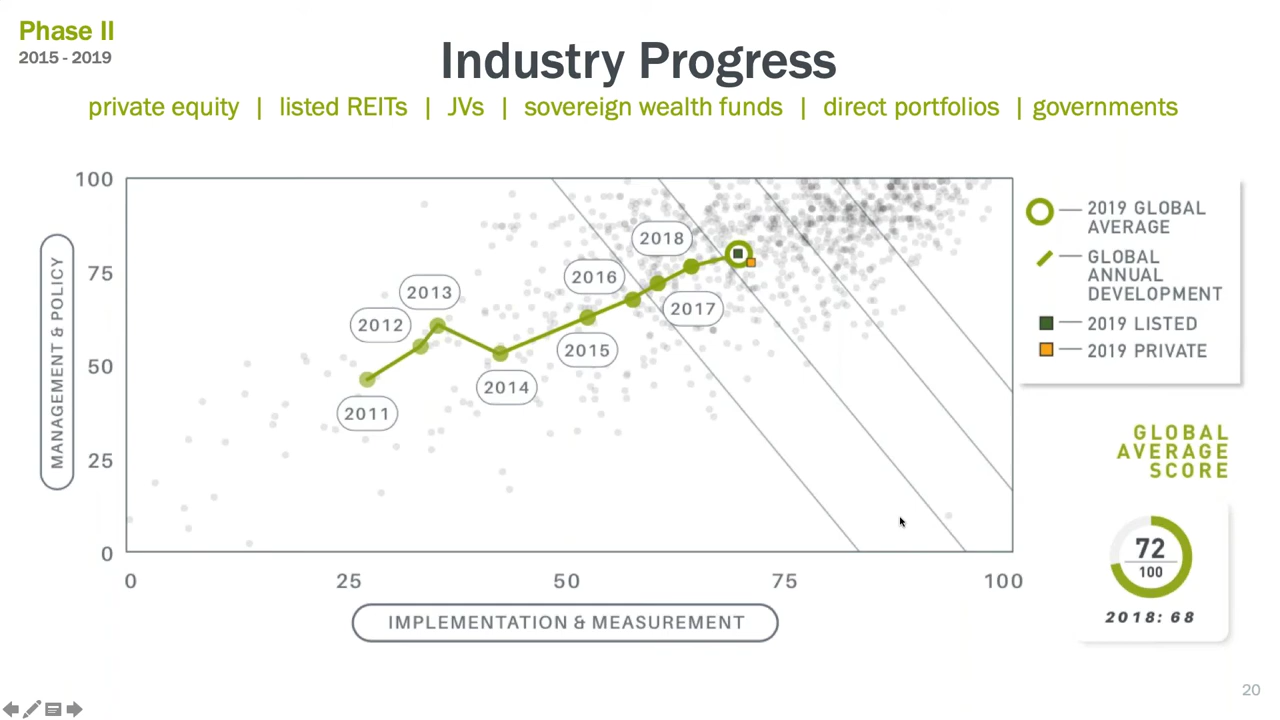 Phase II
2015 - 2019
Industry Progress
private equity | listed REITs | JVs | sovereign wealth funds | direct portfolios | governments
100
75
50
25
0
MANAGEMENT & POLICY
2011
2012
2013
2014
2015
2016
2017
2018
0 25 50 75 100
IMPLEMENTATION & MEASUREMENT
2019 GLOBAL
AVERAGE
GLOBAL
ANNUAL
DEVELOPMENT
2019 LISTED
2019 PRIVATE
GLOBAL
AVERAGE
SCORE
72
100
2018: 68
20